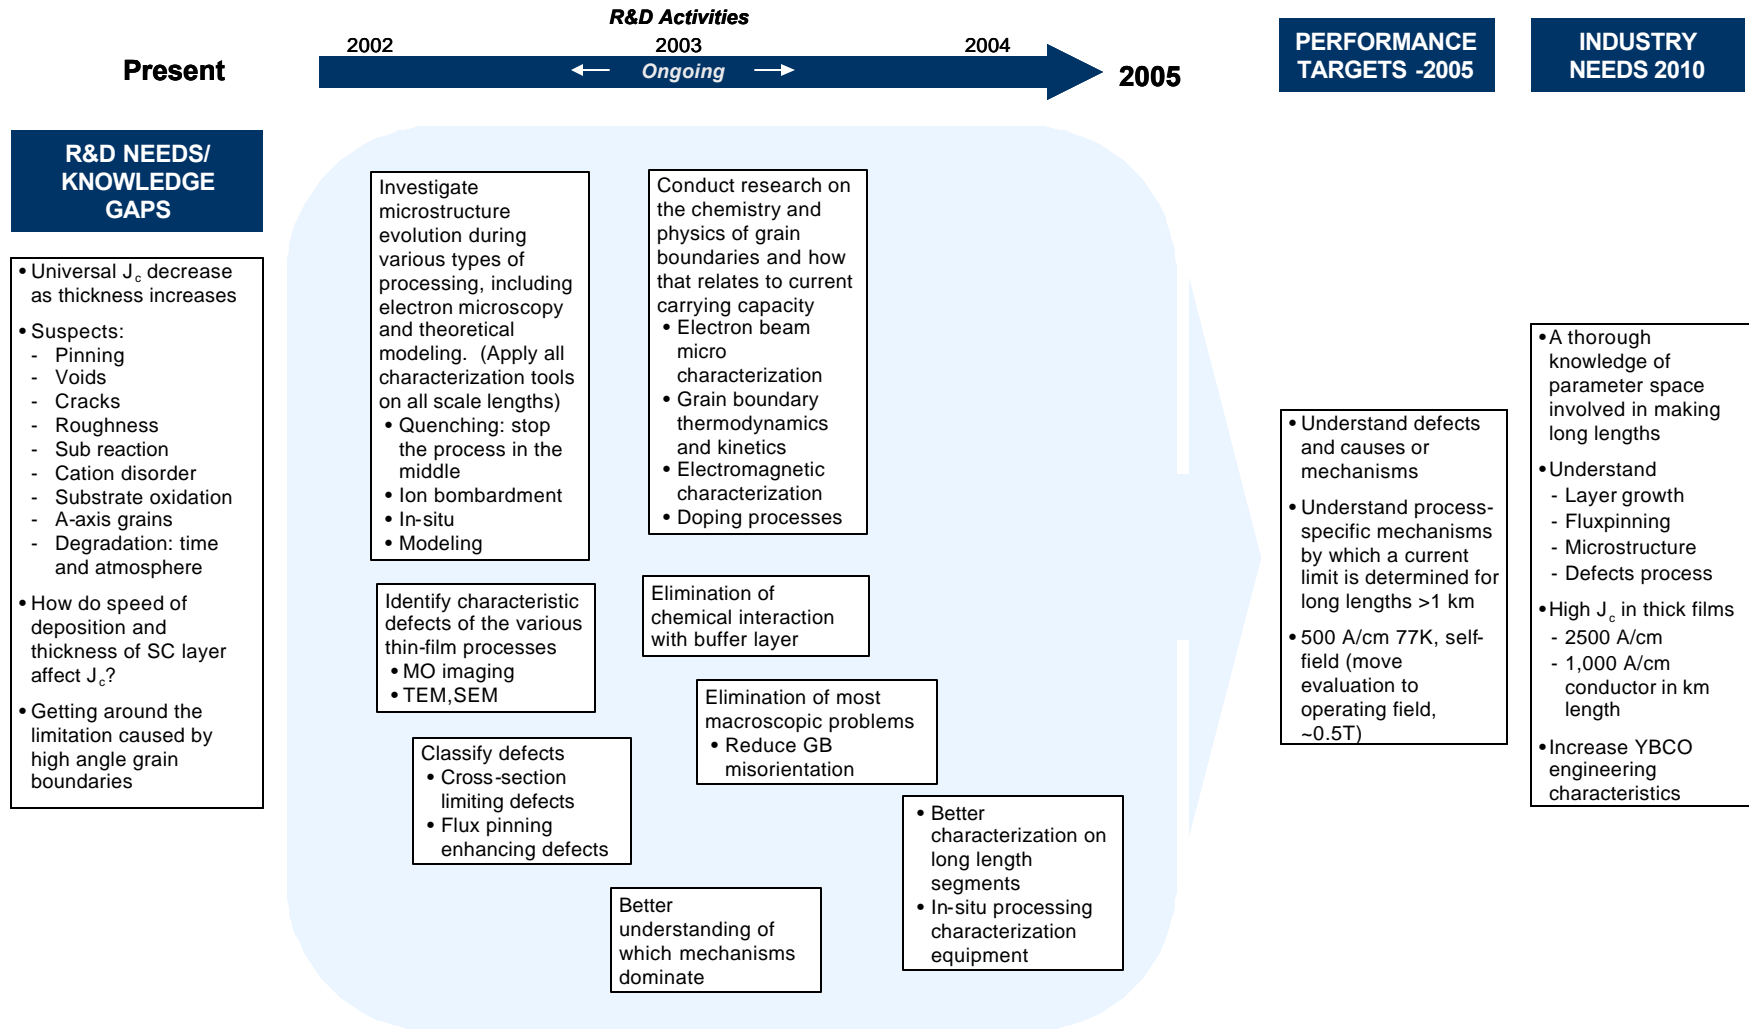 R&D Activities
2002
2003
2004
Present
Ongoing
2005
PERFORMANCE
TARGETS -2005
INDUSTRY
NEEDS 2010
R&D NEEDS/
KNOWLEDGE
GAPS
• Universal Jc decrease
as thickness increases
• Suspects:
- Pinning
- Voids
- Cracks
- Roughness
- Sub reaction
- Cation disorder
- Substrate oxidation
- A-axis grains
- Degradation: time
and atmosphere
• How do speed of
deposition and
thickness of SC layer
affect Jc?
• Getting around the
limitation caused by
high angle grain
boundaries
Investigate
microstructure
evolution during
various types of
processing, including
electron microscopy
and theoretical
modeling. (Apply all
characterization tools
on all scale lengths)
• Quenching: stop
the process in the
middle
• Ion bombardment
• In-situ
• Modeling
Identify characteristic
defects of the various
thin-film processes
• MO imaging
• TEM,SEM
Classify defects
• Cross-section
limiting defects
• Flux pinning
enhancing defects
Better
understanding of
which mechanisms
dominate
Conduct research on
the chemistry and
physics of grain
boundaries and how
that relates to current
carrying capacity
• Electron beam
micro
characterization
• Grain boundary
thermodynamics
and kinetics
• Electromagnetic
characterization
• Doping processes
Elimination of
chemical interaction
with buffer layer
Elimination of most
macroscopic problems
• Reduce GB
misorientation
• Better
characterization on
long length
segments
• In-situ processing
characterization
equipment
• Understand defects
and causes or
mechanisms
• Understand process-
specific mechanisms
by which a current
limit is determined for
long lengths >1 km
• 500 A/cm 77K, self-
field (move
evaluation to
operating field,
~0.5T)
• A thorough
knowledge of
parameter space
involved in making
long lengths
• Understand
- Layer growth
- Fluxpinning
- Microstructure
- Defects process
• High Jc in thick films
- 2500 A/cm
- 1,000 A/cm
conductor in km
length
• Increase YBCO
engineering
characteristics